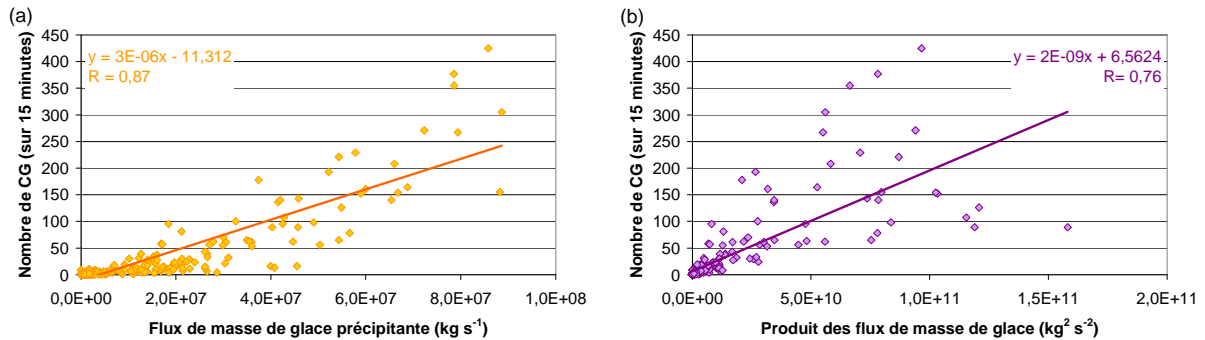 (a)
Nombre de CG (sur 15 minutes)
450
400
350
300
250
200
150
100
50
0
y = 3E-06x - 11,312
R = 0,87
0,0E+00 2,0E+07 4,0E+07 6,0E+07 8,0E+07 1,0E+08
Flux de masse de glace précipitante (kg s⁻¹)
(b)
Nombre de CG (sur 15 minutes)
450
400
350
300
250
200
150
100
50
0
y = 2E-09x + 6,5624
R= 0,76
0,0E+00 5,0E+10 1,0E+11 1,5E+11 2,0E+11
Produit des flux de masse de glace (kg² s⁻²)